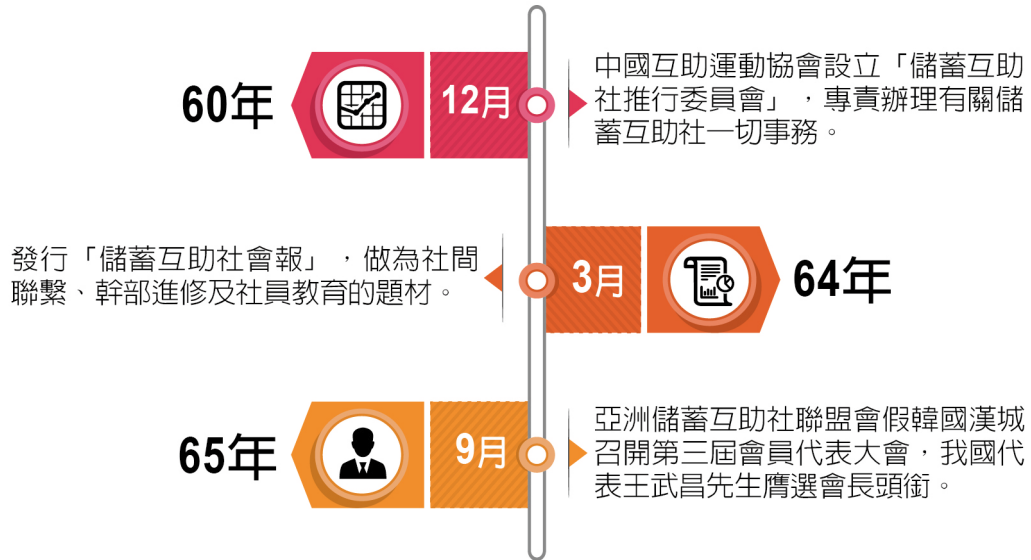 60年
12月
中國互助運動協會設立「儲蓄互助
社推行委員會」，專責辦理有關儲
蓄互助社一切事務。
發行「儲蓄互助社會報」，做為社間
聯繫、幹部進修及社員教育的題材。
3月
64年
65年
9月
亞洲儲蓄互助社聯盟會假韓國漢城
召開第三屆會員代表大會，我國代
表王武昌先生膺選會長頭銜。